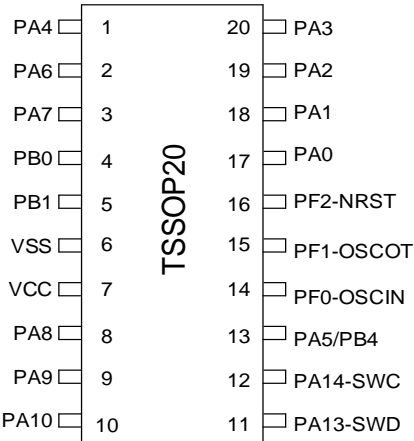 PA4 1 20 PA3
PA6 2 19 PA2
PA7 3 18 PA1
PB0 4 17 PA0
PB1 5 16 PF2-NRST
VSS 6 15 PF1-OSCOT
VCC 7 14 PF0-OSCIN
PA8 8 13 PA5/PB4
PA9 9 12 PA14-SWC
PA10 10 11 PA13-SWD
TSSOP20